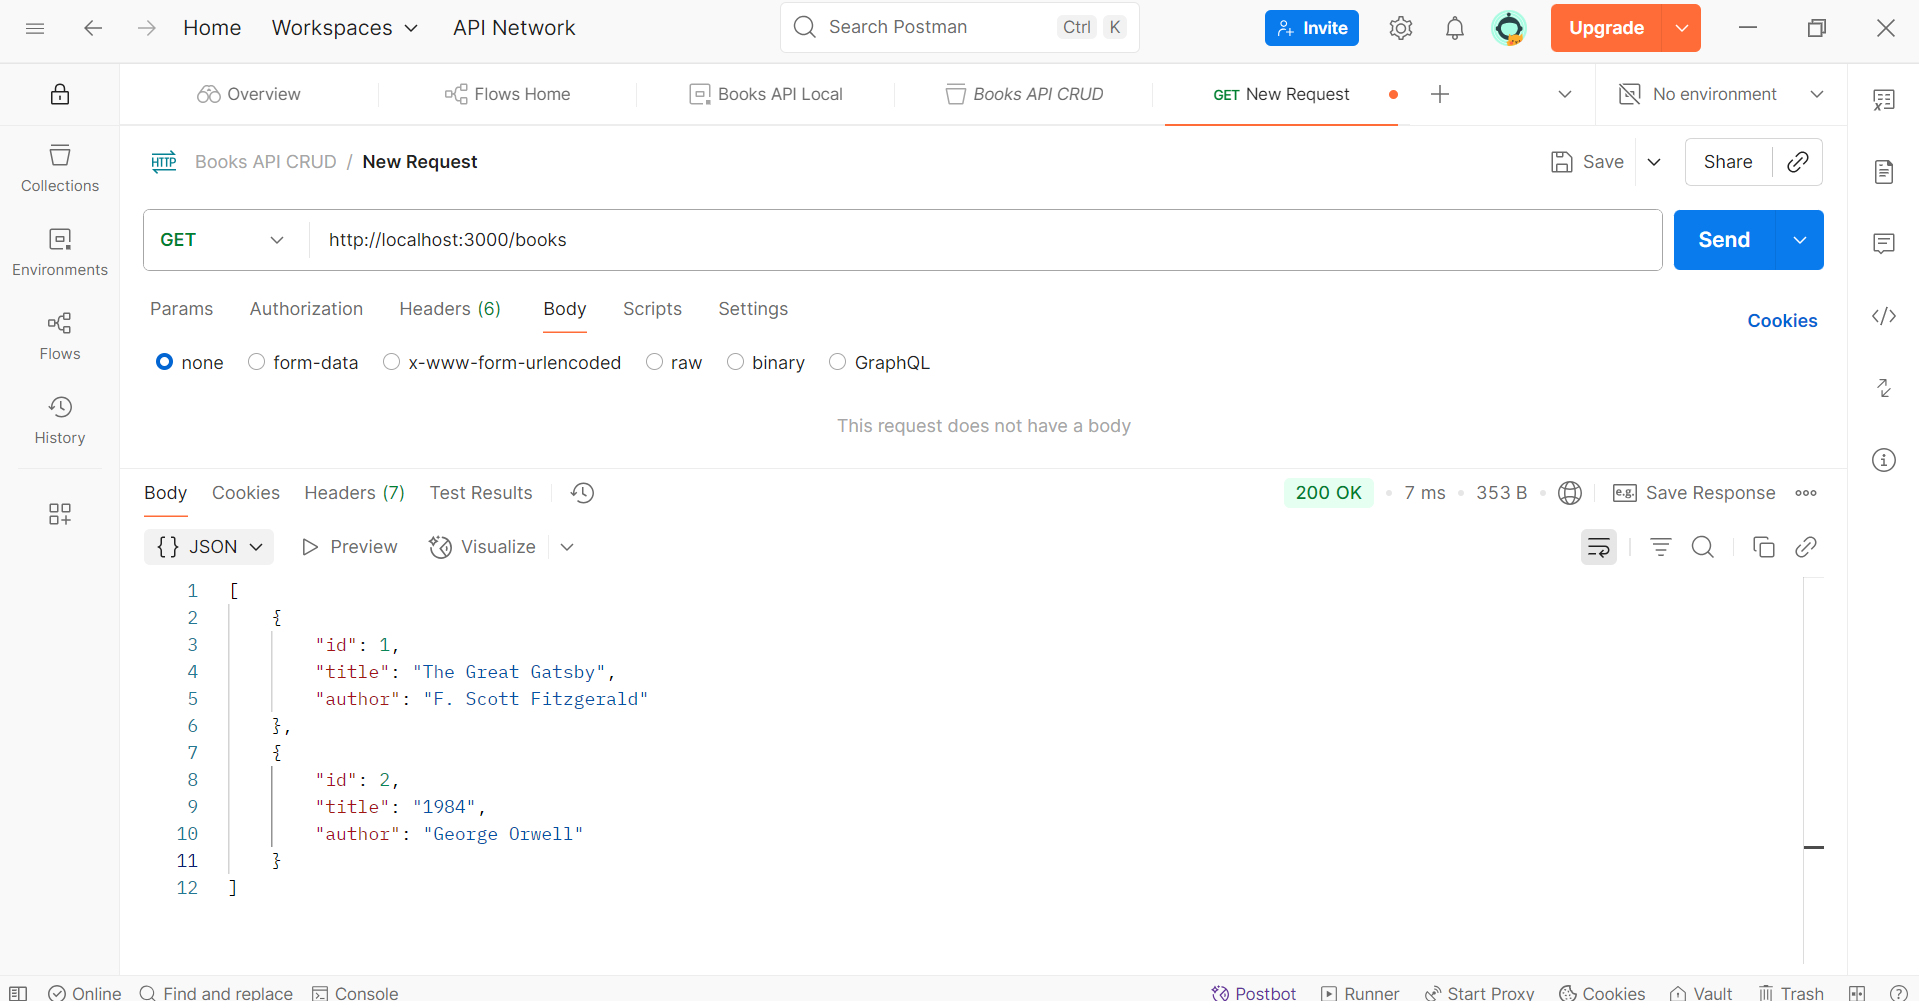 Home Workspaces API Network Search Postman Ctrl K Invite Upgrade
Overview Flows Home Books API Local Books API CRUD GET New Request No environment
Books API CRUD / New Request Save Share
Collections
GET http://localhost:3000/books Send
Environments
Params Authorization Headers (6) Body Scripts Settings Cookies
Flows
none form-data x-www-form-urlencoded raw binary GraphQL
History
This request does not have a body
Body Cookies Headers (7) Test Results 200 OK • 7 ms • 353 B • e.g. Save Response
{} JSON Preview Visualize
1 [
2 {
3 "id": 1,
4 "title": "The Great Gatsby",
5 "author": "F. Scott Fitzgerald"
6 },
7 {
8 "id": 2,
9 "title": "1984",
10 "author": "George Orwell"
11 }
12 ]
Online Find and replace Console Postbot Runner Start Proxy Cookies Vault Trash